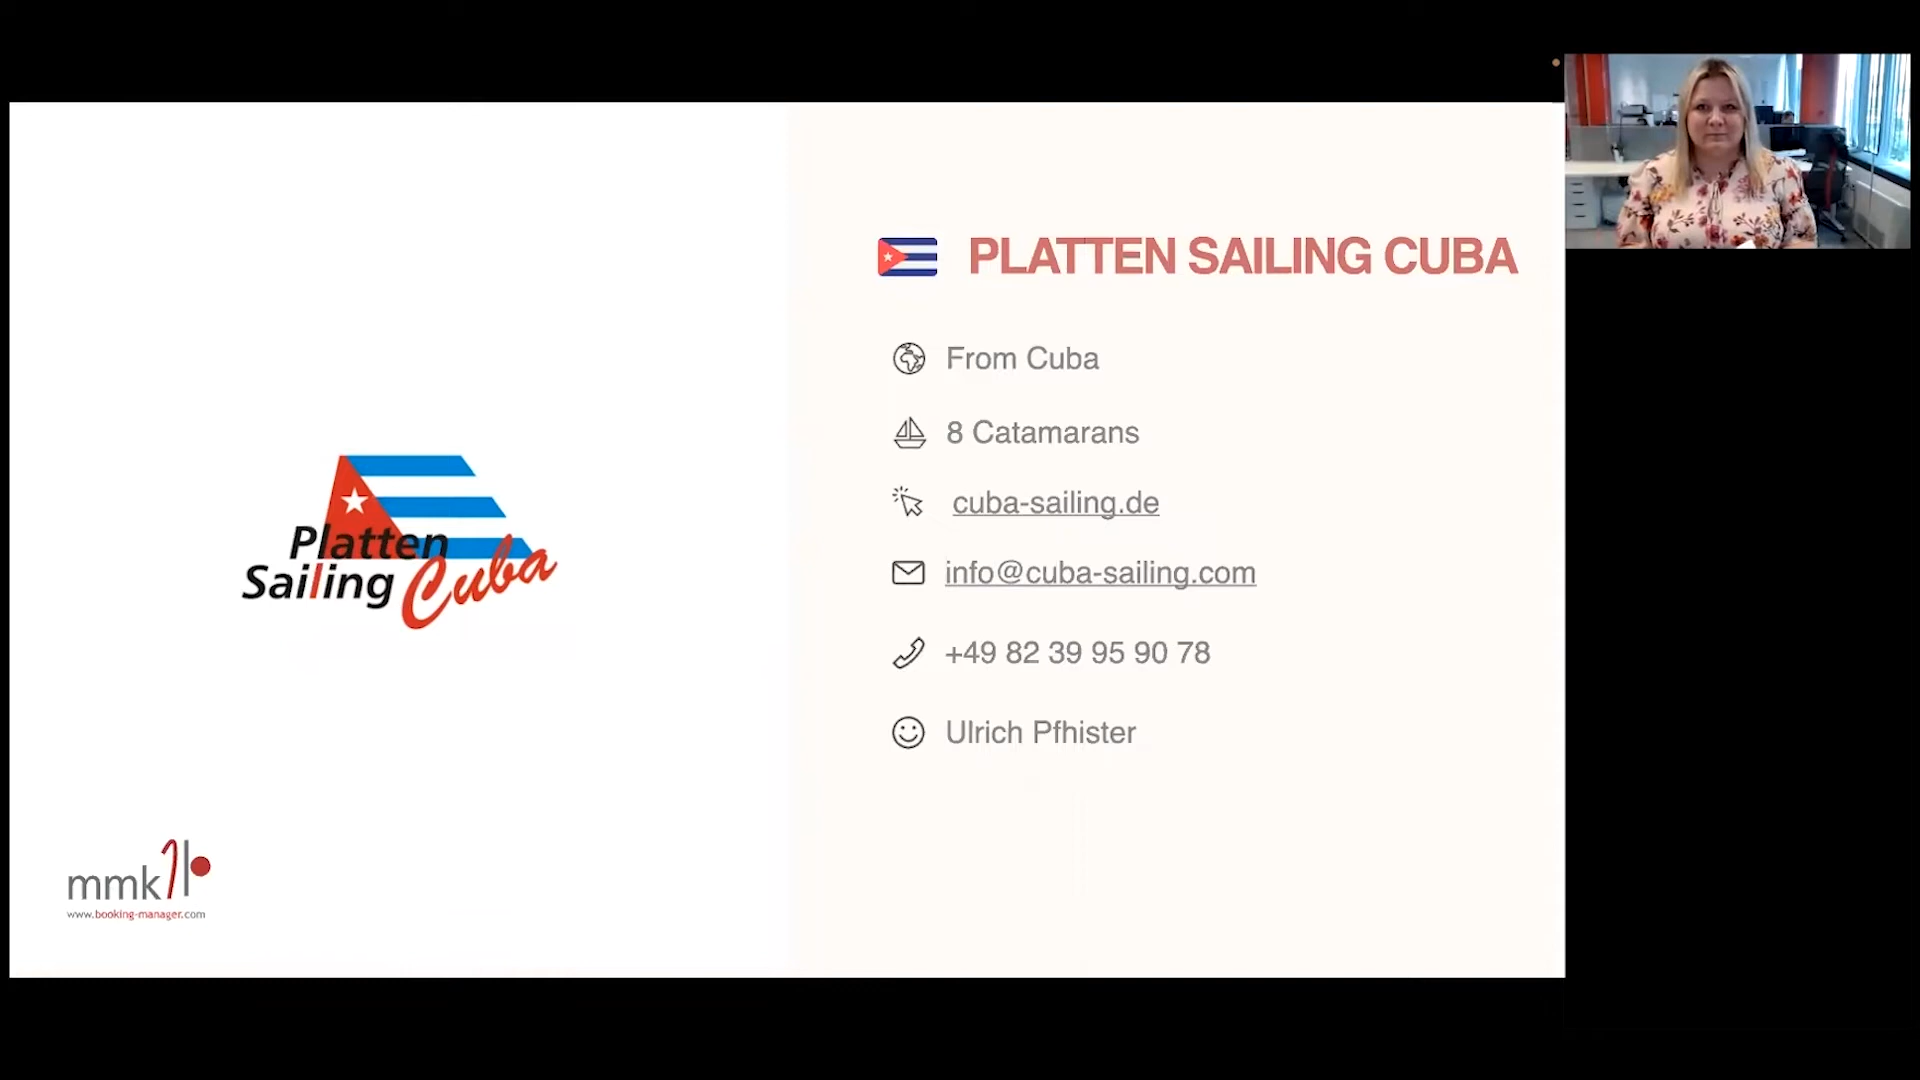 PLATTEN SAILING CUBA
From Cuba
8 Catamarans
cuba-sailing.de
info@cuba-sailing.com
+49 82 39 95 90 78
Ulrich Pfhister
Platten
Sailing Cuba
mmk
www.booking-manager.com